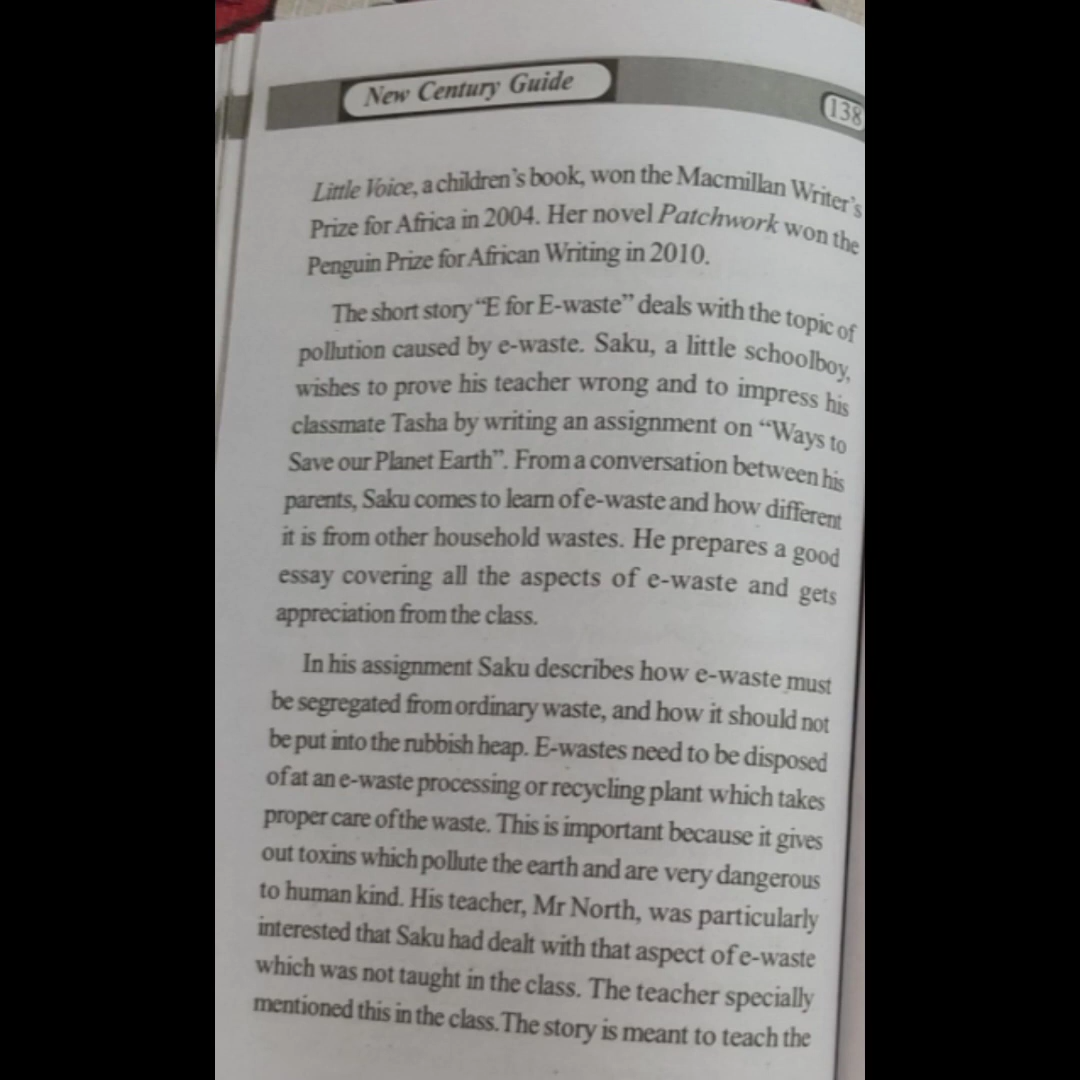 New Century Guide
138
Little Voice, a children's book, won the Macmillan Writer's
Prize for Africa in 2004. Her novel Patchwork won the
Penguin Prize for African Writing in 2010.
The short story "E for E-waste" deals with the topic of
pollution caused by e-waste. Saku, a little schoolboy,
wishes to prove his teacher wrong and to impress his
classmate Tasha by writing an assignment on "Ways to
Save our Planet Earth". From a conversation between his
parents, Saku comes to learn of e-waste and how different
it is from other household wastes. He prepares a good
essay covering all the aspects of e-waste and gets
appreciation from the class.
In his assignment Saku describes how e-waste must
be segregated from ordinary waste, and how it should not
be put into the rubbish heap. E-wastes need to be disposed
of at an e-waste processing or recycling plant which takes
proper care of the waste. This is important because it gives
out toxins which pollute the earth and are very dangerous
to human kind. His teacher, Mr North, was particularly
interested that Saku had dealt with that aspect of e-waste
which was not taught in the class. The teacher specially
mentioned this in the class.The story is meant to teach the